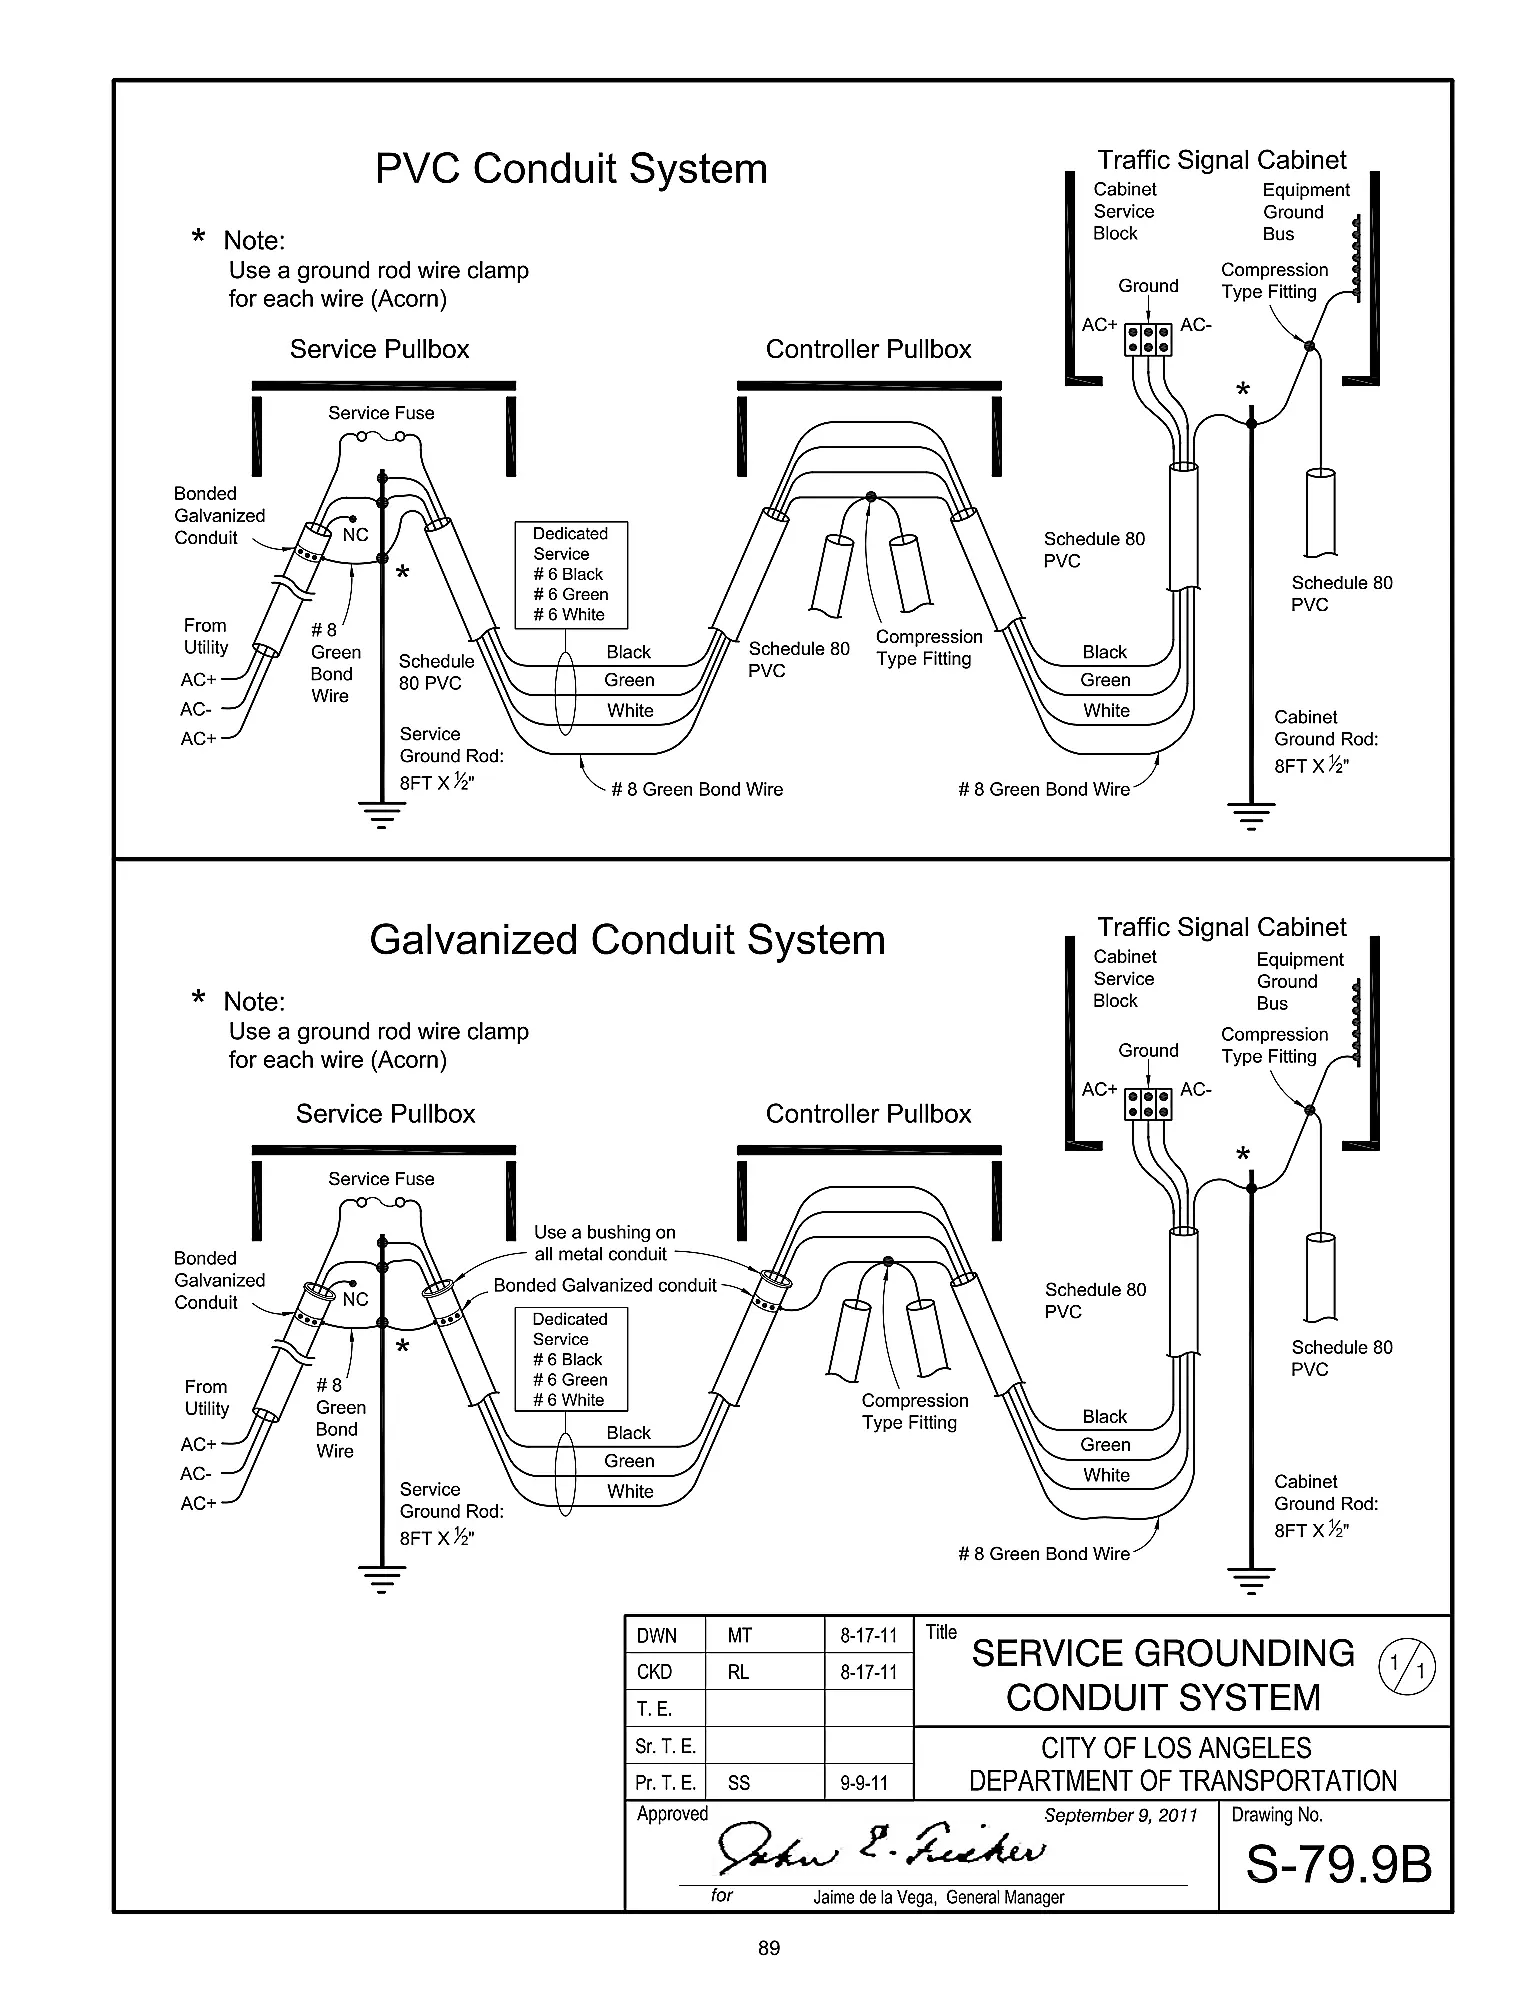 PVC Conduit System
* Note:
Use a ground rod wire clamp
for each wire (Acorn)
Traffic Signal Cabinet
Cabinet
Service
Block
Equipment
Ground
Bus
Compression
Type Fitting
Ground
AC+
AC-
*
Service Pullbox
Controller Pullbox
Service Fuse
Bonded
Galvanized
Conduit
NC
*
Dedicated
Service
# 6 Black
# 6 Green
# 6 White
Schedule 80
PVC
Schedule 80
PVC
From
Utility
AC+
AC-
AC+
# 8
Green
Bond
Wire
Schedule
80 PVC
Service
Ground Rod:
8FT X ½"
Black
Green
White
# 8 Green Bond Wire
Schedule 80
PVC
Compression
Type Fitting
Black
Green
White
# 8 Green Bond Wire
Cabinet
Ground Rod:
8FT X ½"
Galvanized Conduit System
* Note:
Use a ground rod wire clamp
for each wire (Acorn)
Traffic Signal Cabinet
Cabinet
Service
Block
Equipment
Ground
Bus
Compression
Type Fitting
Ground
AC+
AC-
*
Service Pullbox
Controller Pullbox
Service Fuse
Use a bushing on
all metal conduit
Bonded Galvanized conduit
Bonded
Galvanized
Conduit
NC
*
Dedicated
Service
# 6 Black
# 6 Green
# 6 White
Schedule 80
PVC
Schedule 80
PVC
From
Utility
AC+
AC-
AC+
# 8
Green
Bond
Wire
Service
Ground Rod:
8FT X ½"
Black
Green
White
Compression
Type Fitting
Black
Green
White
# 8 Green Bond Wire
Cabinet
Ground Rod:
8FT X ½"
DWN MT 8-17-11
CKD RL 8-17-11
T. E.
Sr. T. E.
Pr. T. E. SS 9-9-11
Title
SERVICE GROUNDING
CONDUIT SYSTEM
1/1
CITY OF LOS ANGELES
DEPARTMENT OF TRANSPORTATION
Approved
September 9, 2011
John E. Fisher
for Jaime de la Vega, General Manager
Drawing No.
S-79.9B
89